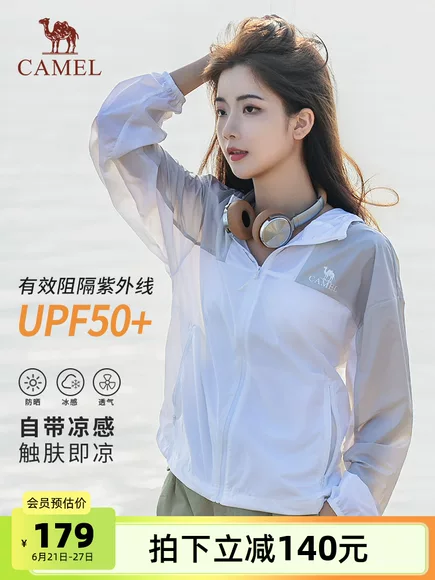 CAMEL
有效阻隔紫外线
UPF50+
防晒 冰感 透气
自带凉感
触肤即凉
CAMEL
会员预估价
¥179
6月21日-27日
拍下立减140元